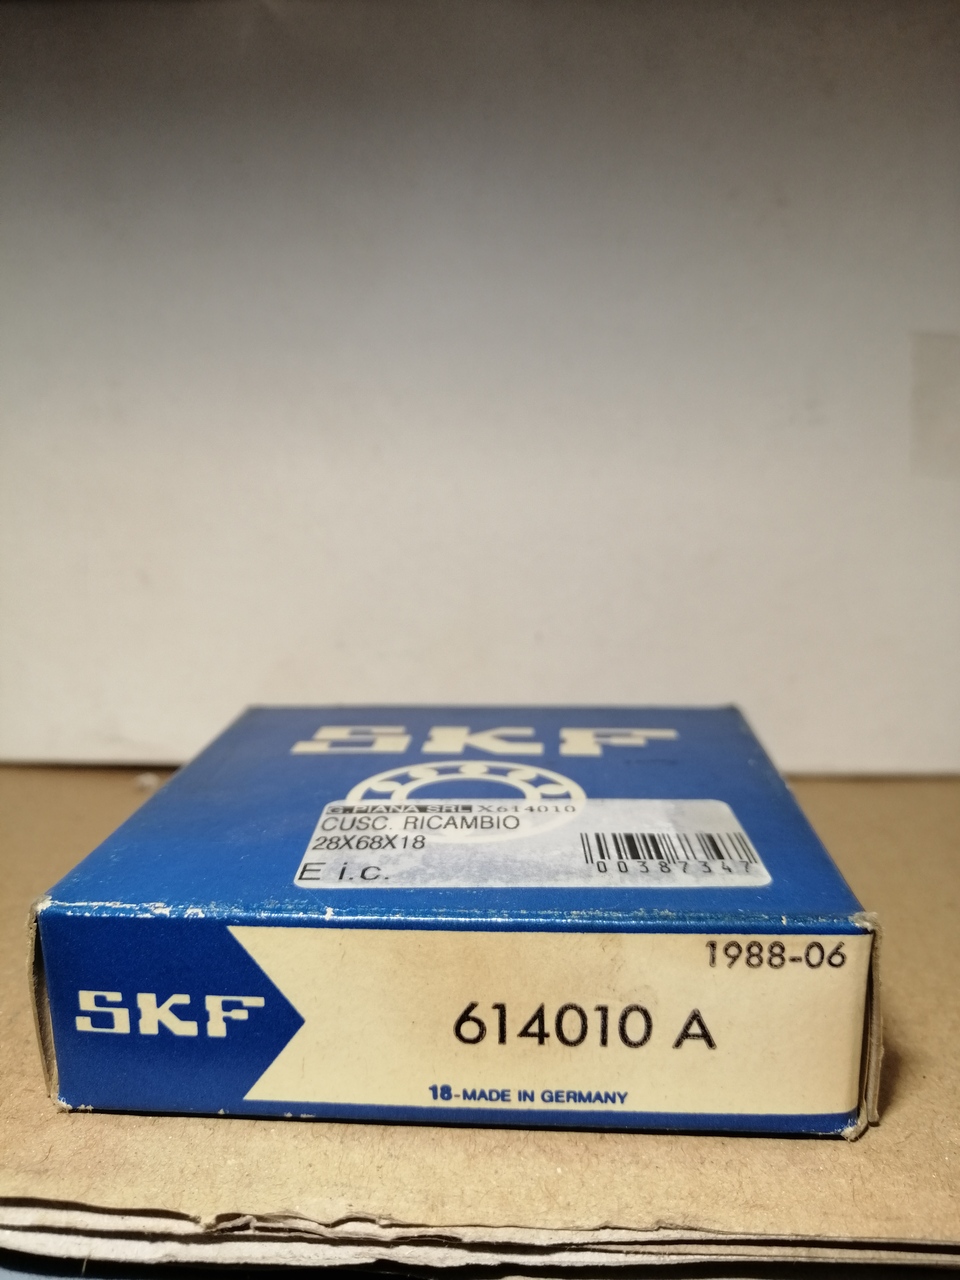 SKF
G.PIANA SRL X614010
CUSC. RICAMBIO
28X68X18
E i.c.
00387347
1988-06
SKF
614010 A
18-MADE IN GERMANY